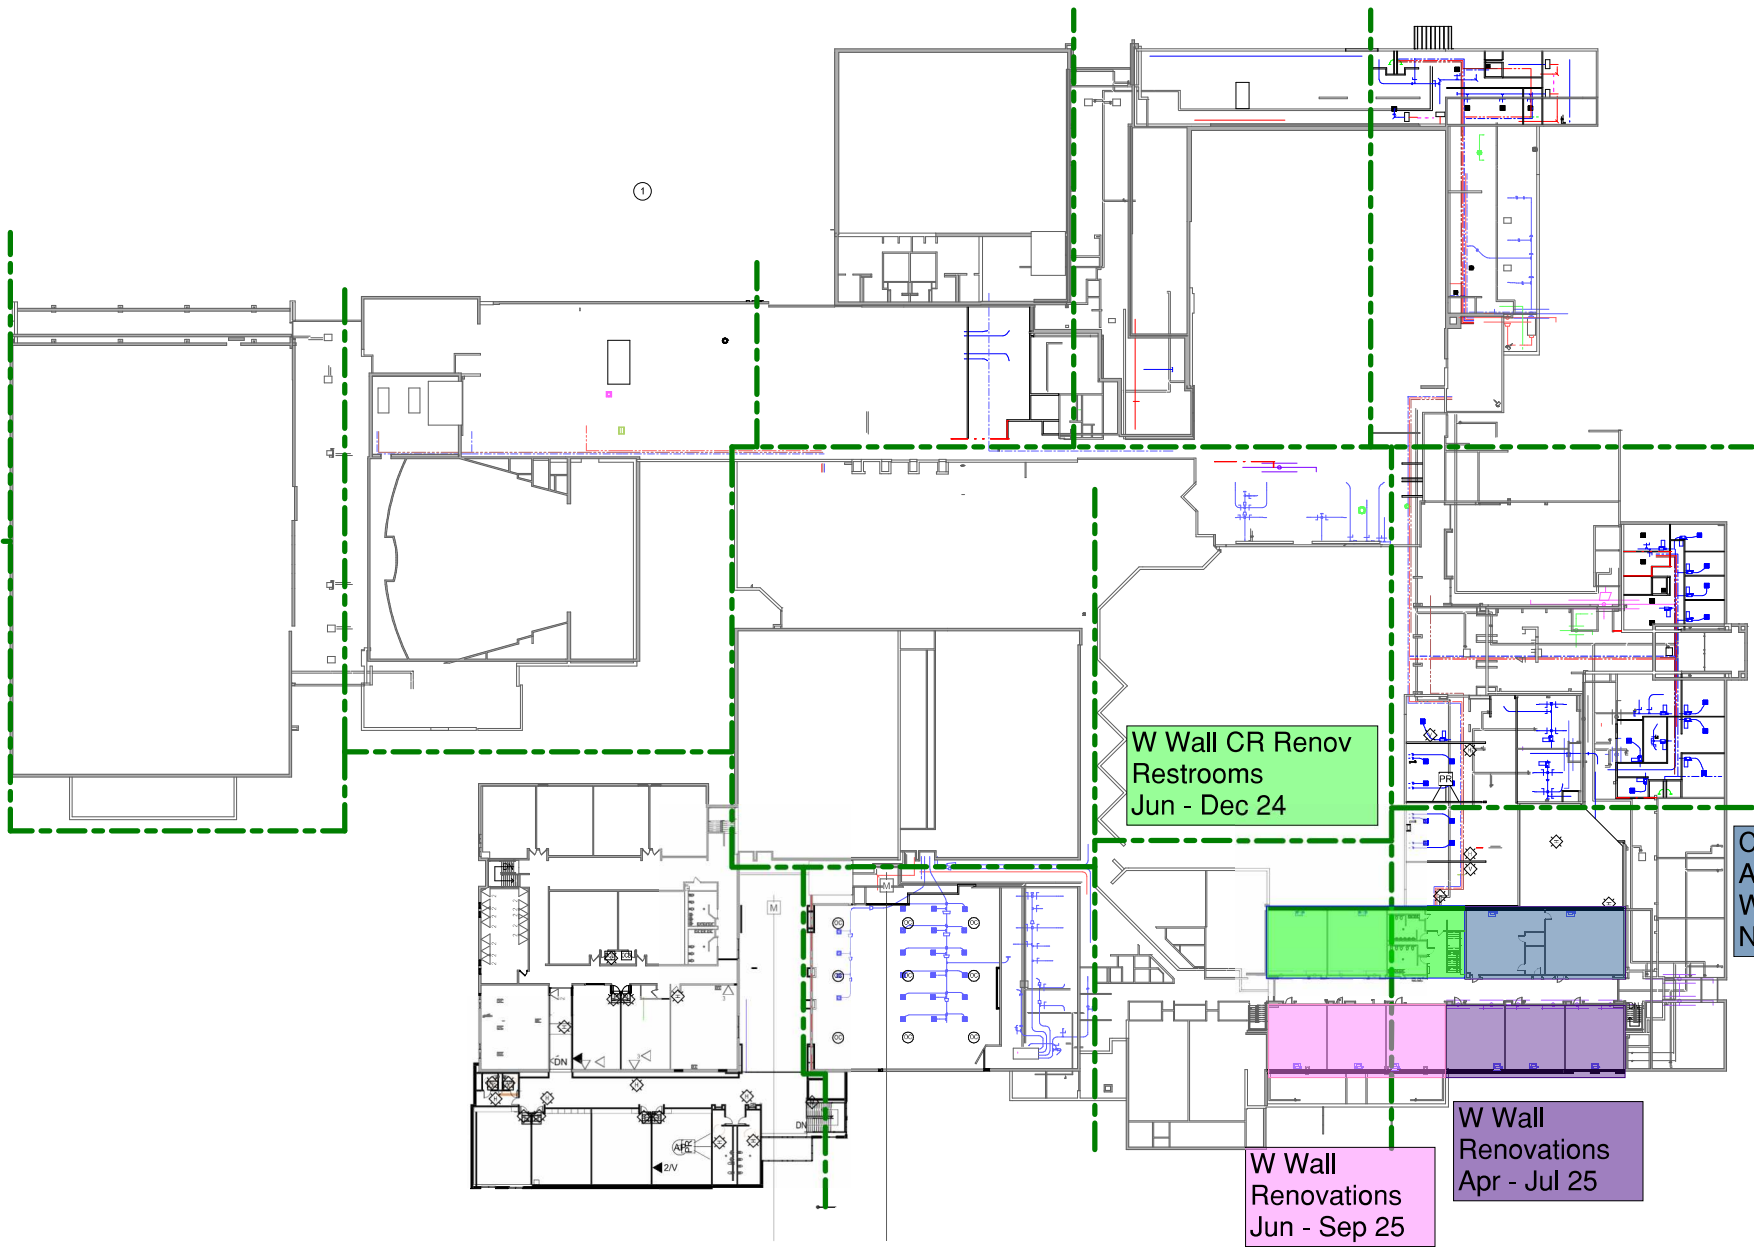 1
W Wall CR Renov
Restrooms
Jun - Dec 24
C
A
W
N
PR
M
M
DN
DN
DN
2/V
W Wall
Renovations
Apr - Jul 25
W Wall
Renovations
Jun - Sep 25